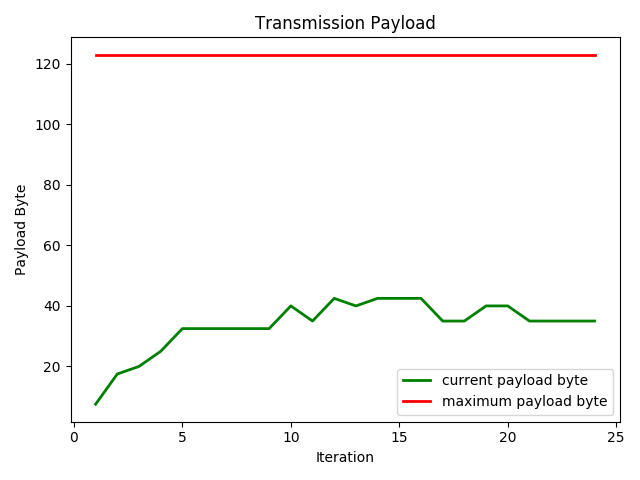 Transmission Payload
120
100
80
60
40
20
Payload Byte
current payload byte
maximum payload byte
0 5 10 15 20 25
Iteration